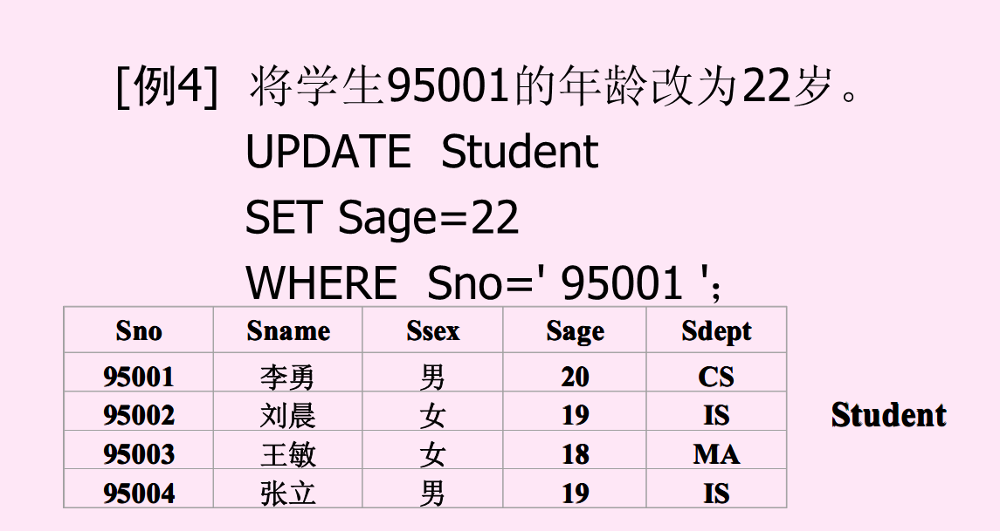 [例4] 将学生95001的年龄改为22岁。
UPDATE Student
SET Sage=22
WHERE Sno=' 95001 ';
Sno Sname Ssex Sage Sdept
95001 李勇 男 20 CS
95002 刘晨 女 19 IS
95003 王敏 女 18 MA
95004 张立 男 19 IS
Student